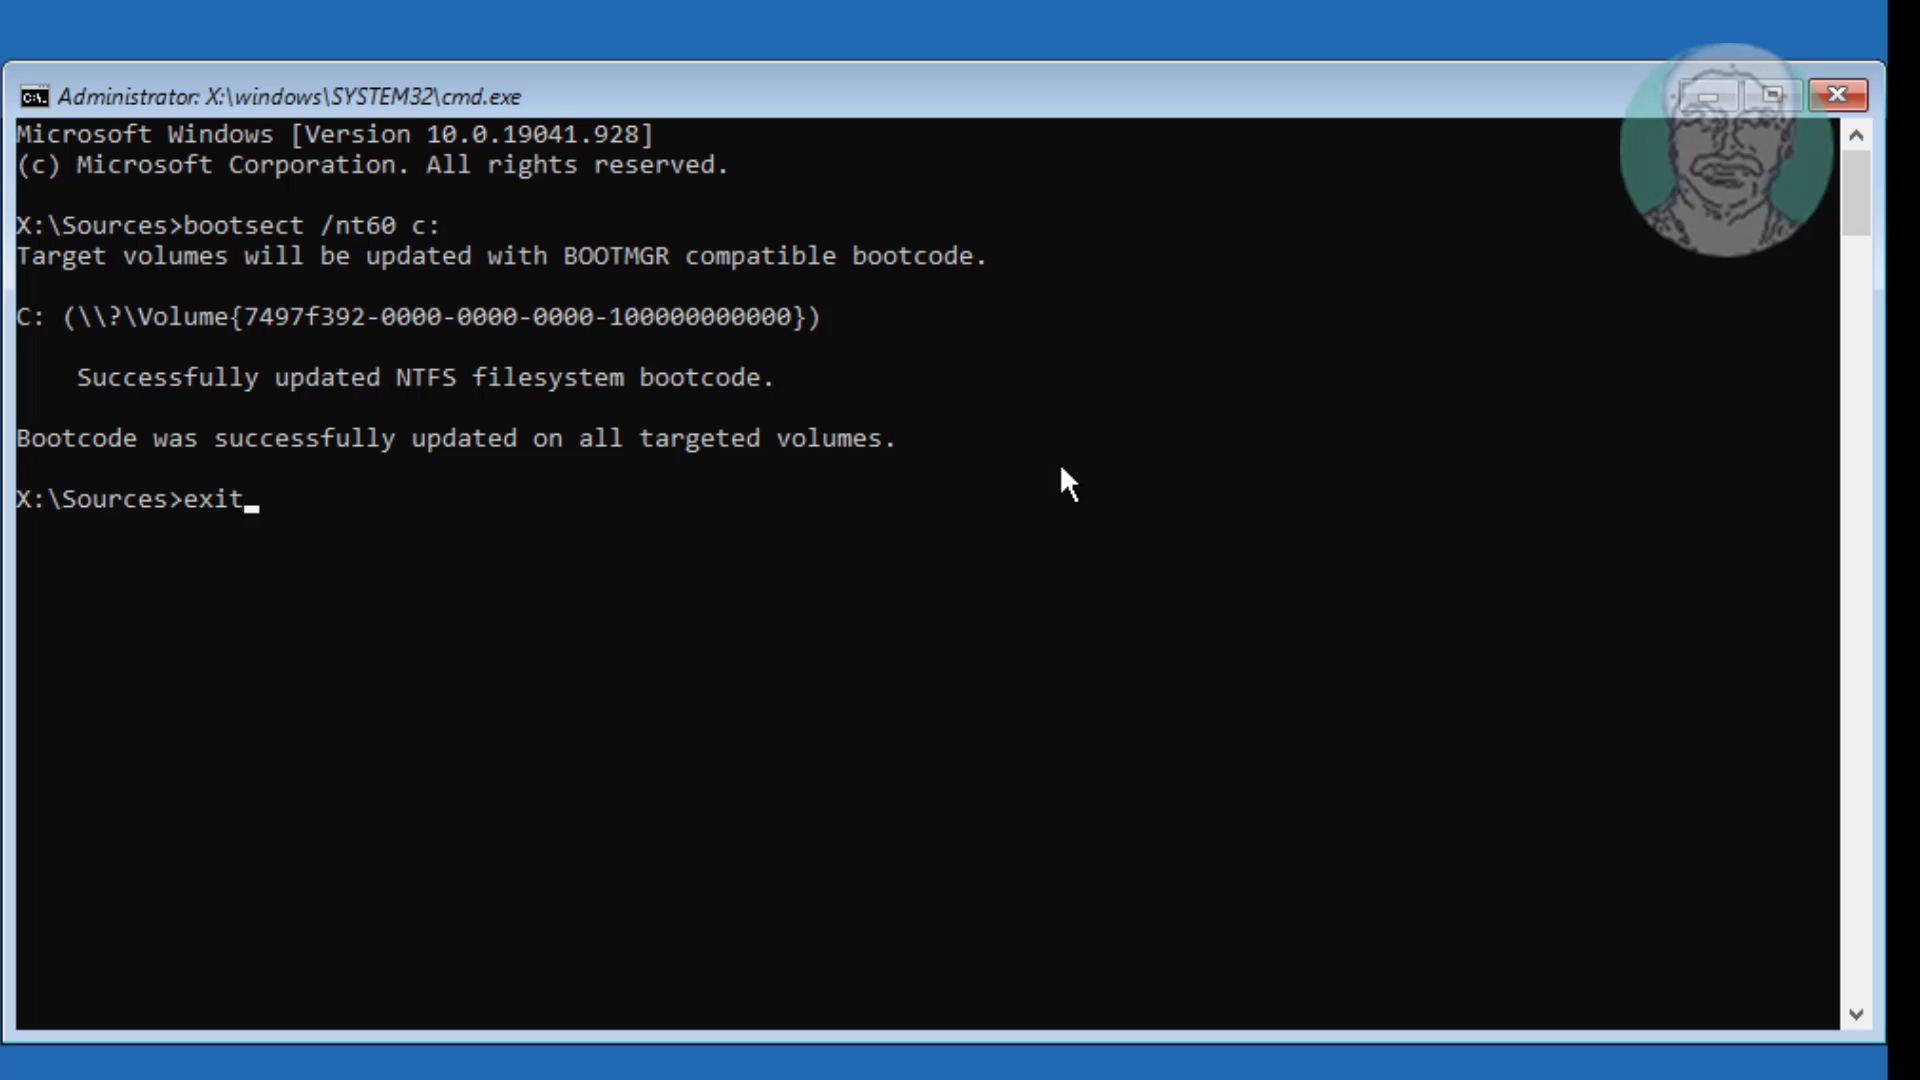 Administrator: X:\windows\SYSTEM32\cmd.exe
Microsoft Windows [Version 10.0.19041.928]
(c) Microsoft Corporation. All rights reserved.
X:\Sources>bootsect /nt60 c:
Target volumes will be updated with BOOTMGR compatible bootcode.
C: (\\?\Volume{7497f392-0000-0000-0000-100000000000})
Successfully updated NTFS filesystem bootcode.
Bootcode was successfully updated on all targeted volumes.
X:\Sources>exit